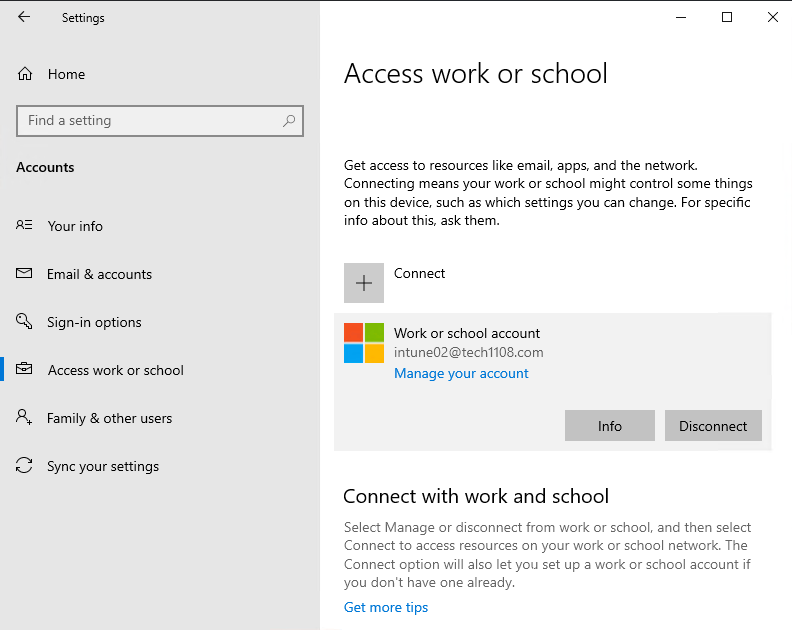 Settings
Home
Find a setting
Accounts
Your info
Email & accounts
Sign-in options
Access work or school
Family & other users
Sync your settings
Access work or school
Get access to resources like email, apps, and the network.
Connecting means your work or school might control some things
on this device, such as which settings you can change. For specific
info about this, ask them.
Connect
Work or school account
intune02@tech1108.com
Manage your account
Info
Disconnect
Connect with work and school
Select Manage or disconnect from work or school, and then select
Connect to access resources on your work or school network. The
Connect option will also let you set up a work or school account if
you don't have one already.
Get more tips